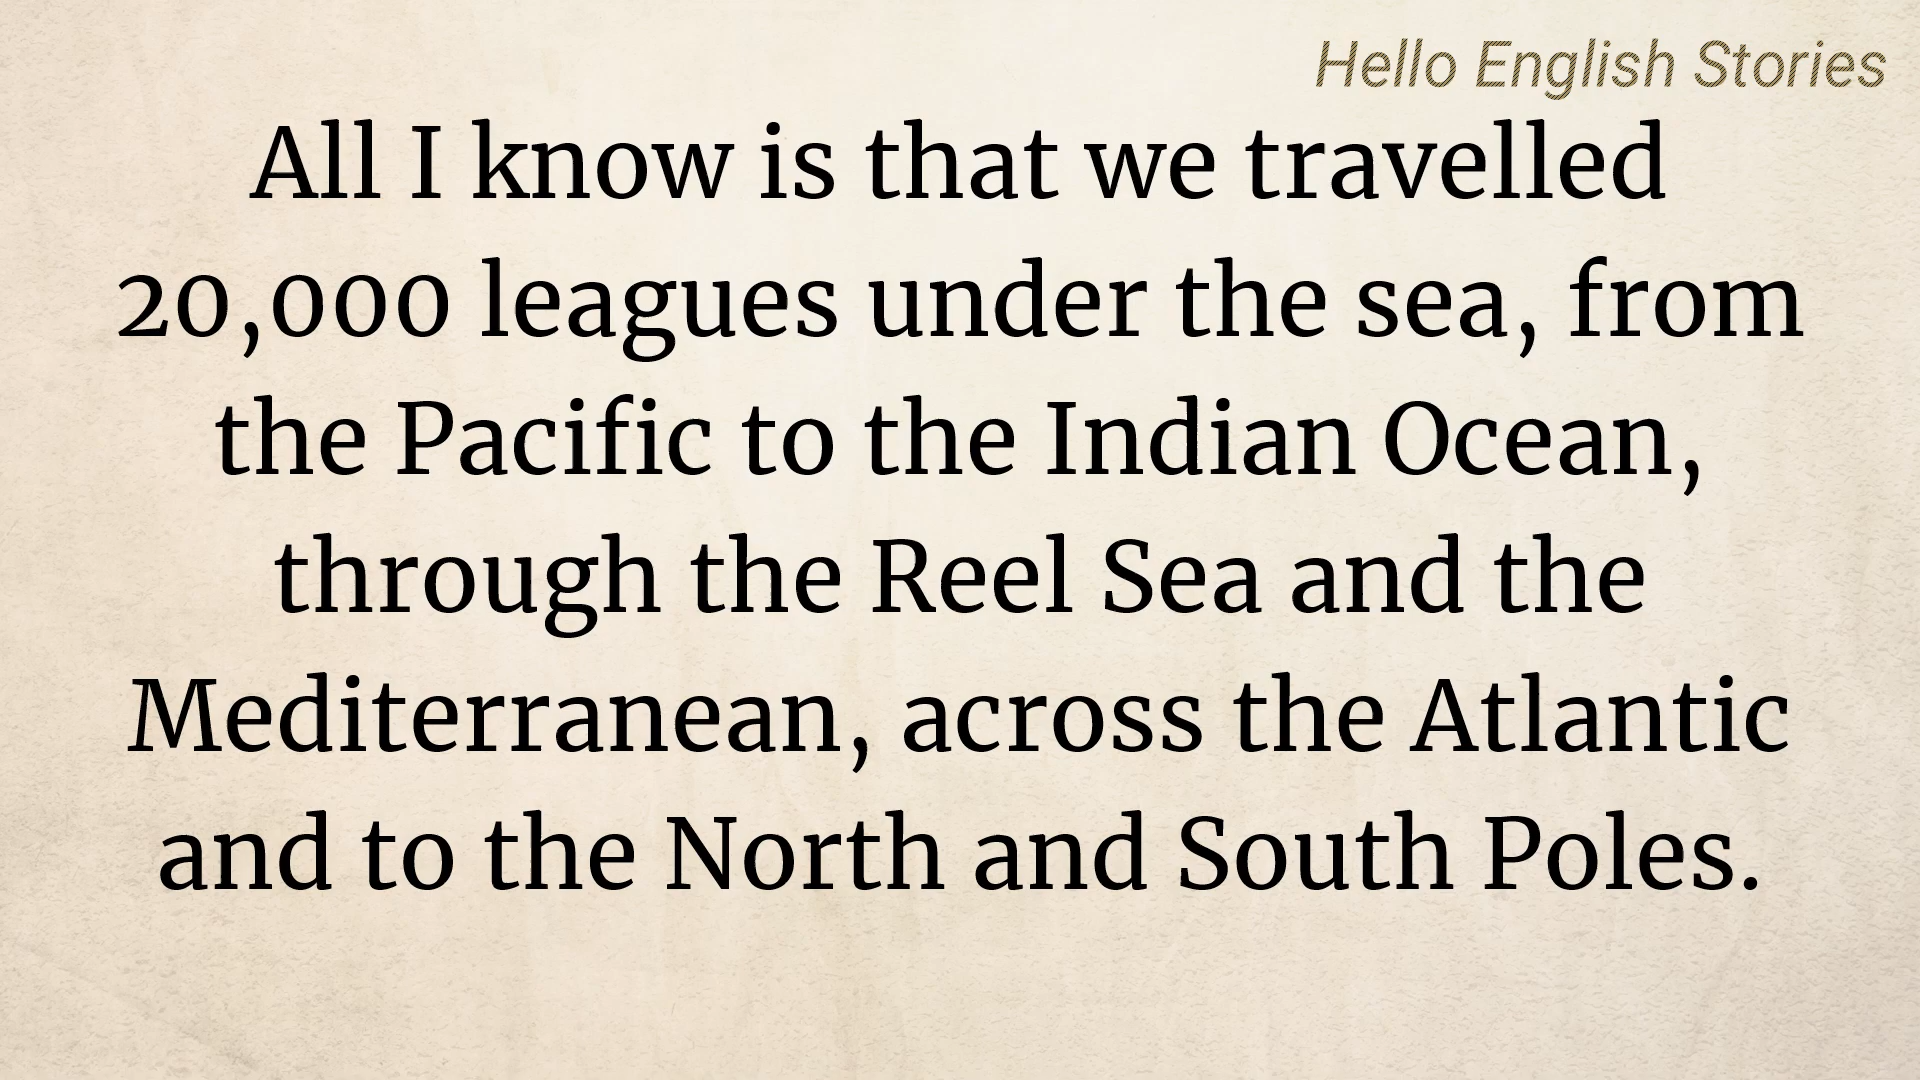 Hello English Stories
All I know is that we travelled
20,000 leagues under the sea, from
the Pacific to the Indian Ocean,
through the Reel Sea and the
Mediterranean, across the Atlantic
and to the North and South Poles.